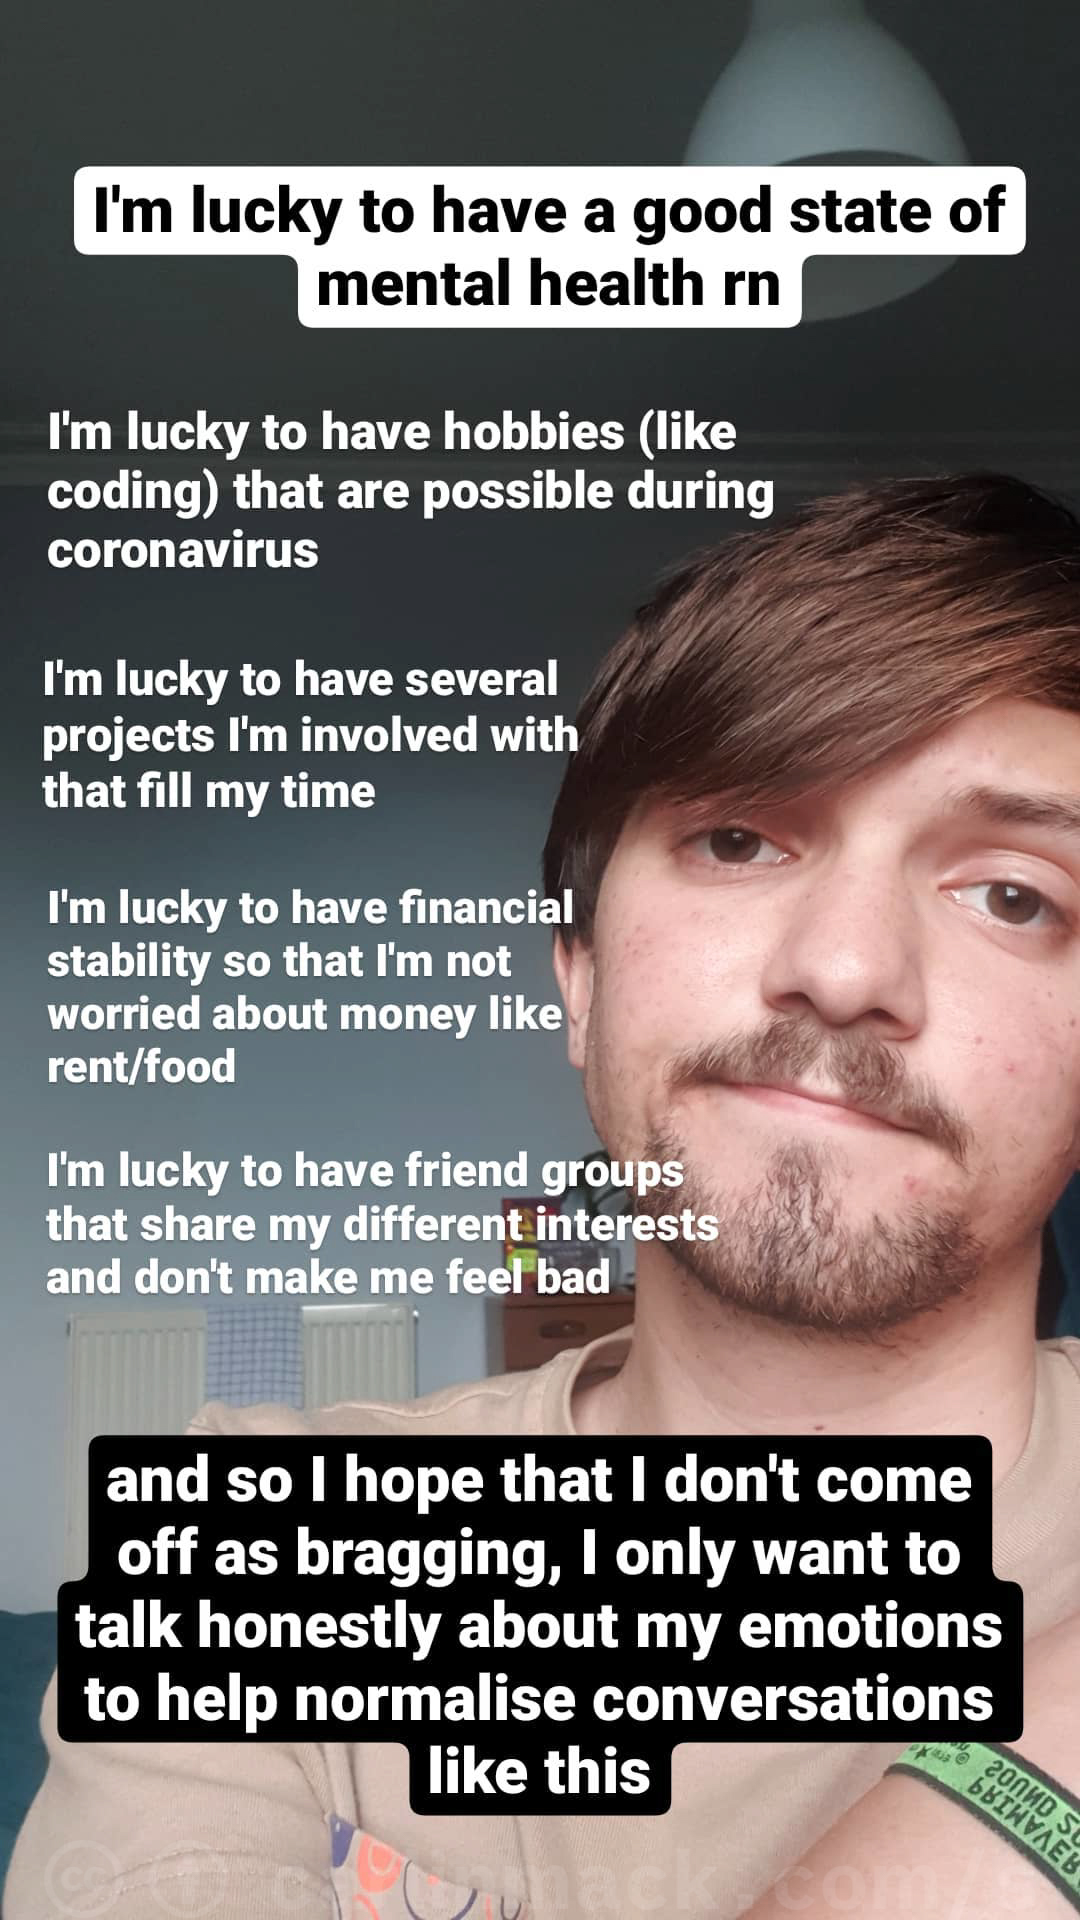 I'm lucky to have a good state of
mental health rn
I'm lucky to have hobbies (like
coding) that are possible during
coronavirus
I'm lucky to have several
projects I'm involved with
that fill my time
I'm lucky to have financial
stability so that I'm not
worried about money like
rent/food
I'm lucky to have friend groups
that share my different interests
and don't make me feel bad
and so I hope that I don't come
off as bragging, I only want to
talk honestly about my emotions
to help normalise conversations
like this
SOUND